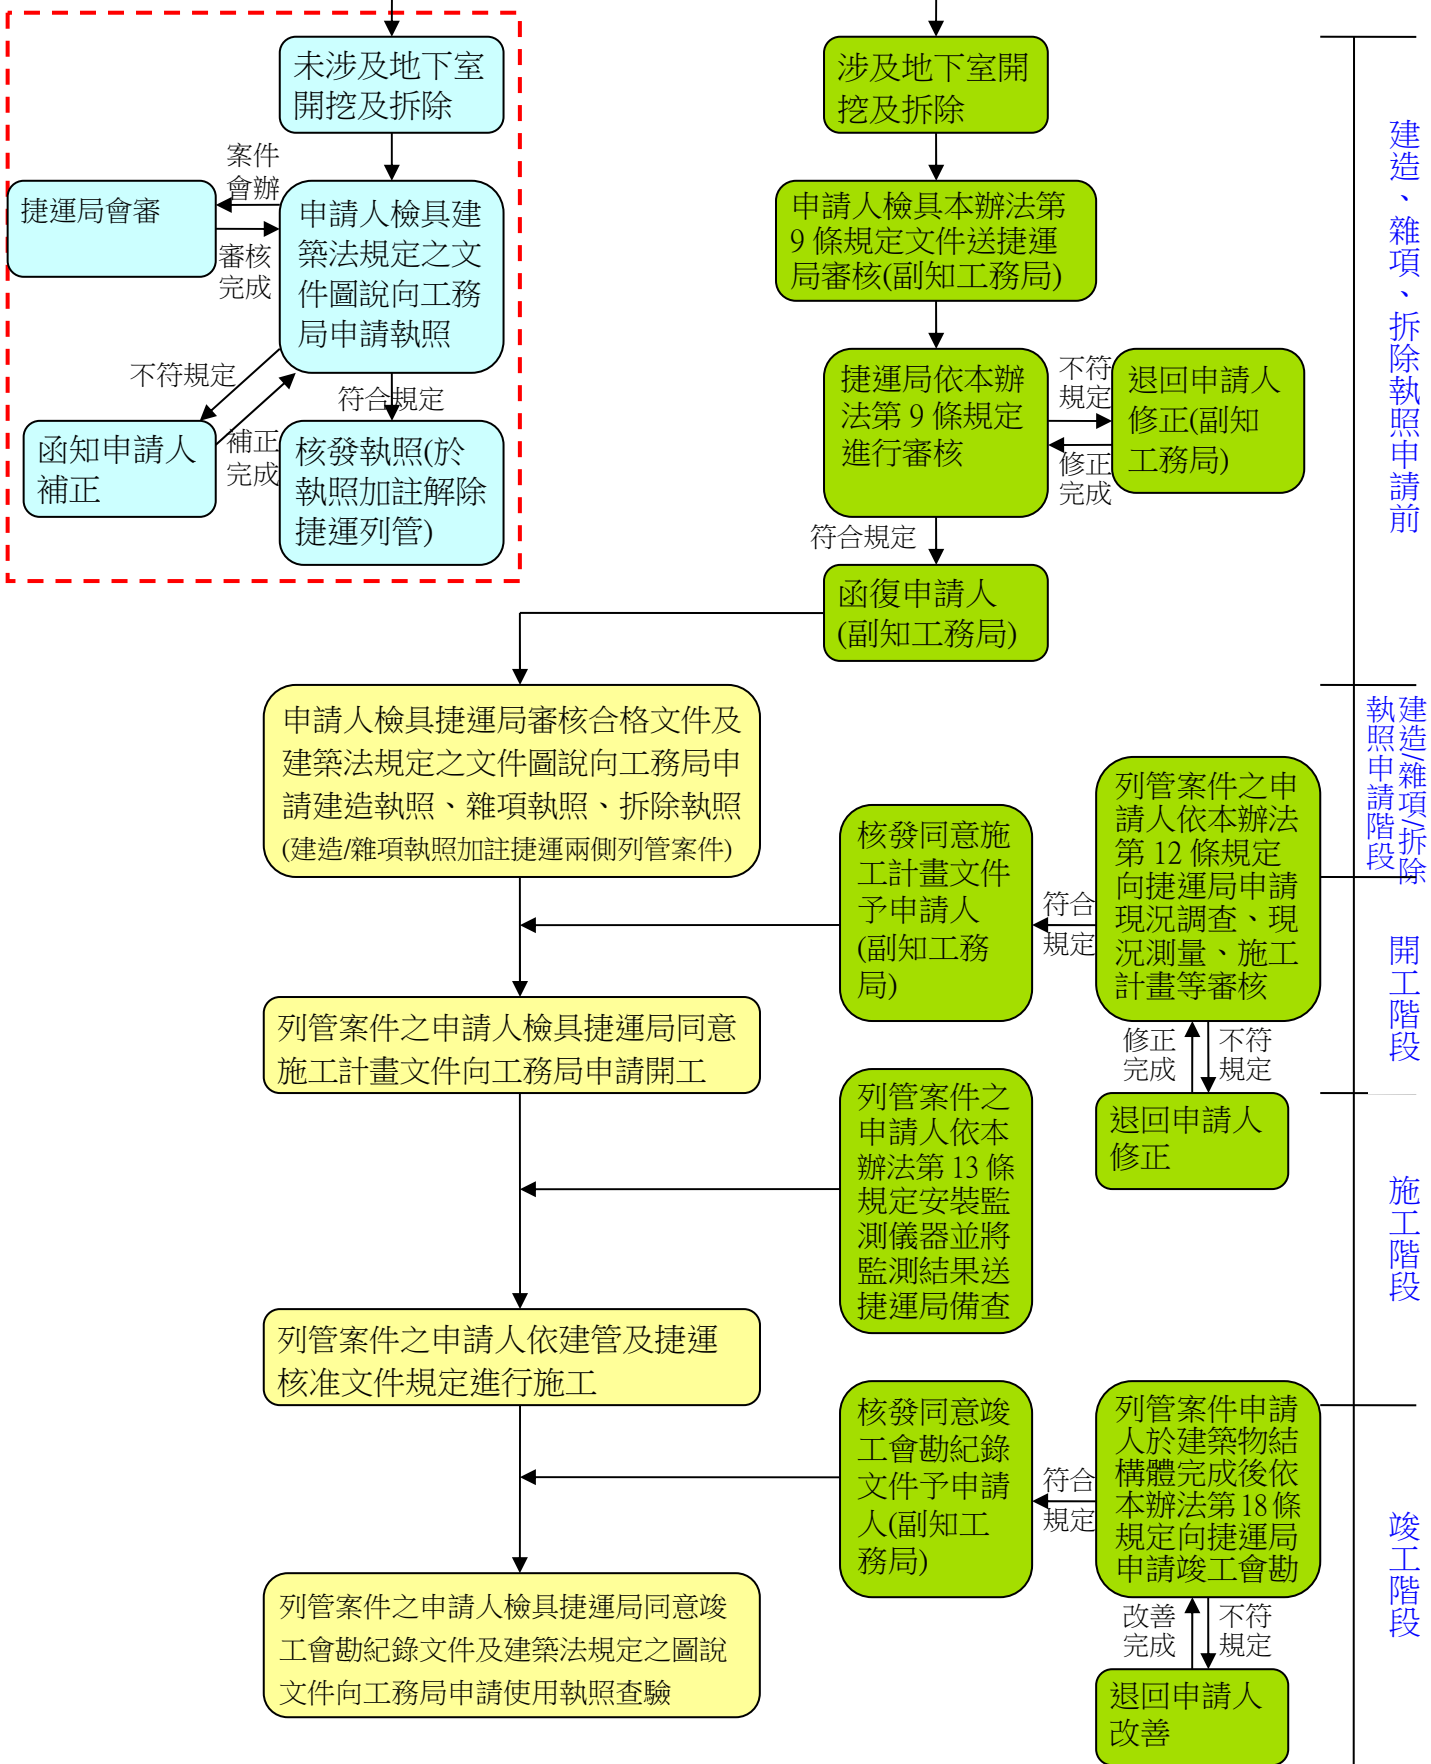 未涉及地下室
開挖及拆除
案件
會辦
捷運局會審
審核
完成
申請人檢具建
築法規定之文
件圖說向工務
局申請執照
不符規定
符合規定
函知申請人
補正
補正
完成
核發執照(於
執照加註解除
捷運列管)
涉及地下室開
挖及拆除
申請人檢具本辦法第
9 條規定文件送捷運
局審核(副知工務局)
捷運局依本辦
法第 9 條規定
進行審核
不符
規定
退回申請人
修正(副知
工務局)
修正
完成
符合規定
函復申請人
(副知工務局)
建造、雜項、拆除執照申請前
申請人檢具捷運局審核合格文件及
建築法規定之文件圖說向工務局申
請建造執照、雜項執照、拆除執照
(建造/雜項執照加註捷運兩側列管案件)
建造/雜項/拆除
執照申請階段
核發同意施
工計畫文件
予申請人
(副知工務
局)
符合
規定
列管案件之申
請人依本辦法
第 12 條規定
向捷運局申請
現況調查、現
況測量、施工
計畫等審核
修正
完成
不符
規定
退回申請人
修正
開工階段
列管案件之申請人檢具捷運局同意
施工計畫文件向工務局申請開工
列管案件之
申請人依本
辦法第 13 條
規定安裝監
測儀器並將
監測結果送
捷運局備查
施工階段
列管案件之申請人依建管及捷運
核准文件規定進行施工
核發同意竣
工會勘紀錄
文件予申請
人(副知工
務局)
符合
規定
列管案件申請
人於建築物結
構體完成後依
本辦法第 18 條
規定向捷運局
申請竣工會勘
改善
完成
不符
規定
退回申請人
改善
竣工階段
列管案件之申請人檢具捷運局同意竣
工會勘紀錄文件及建築法規定之圖說
文件向工務局申請使用執照查驗